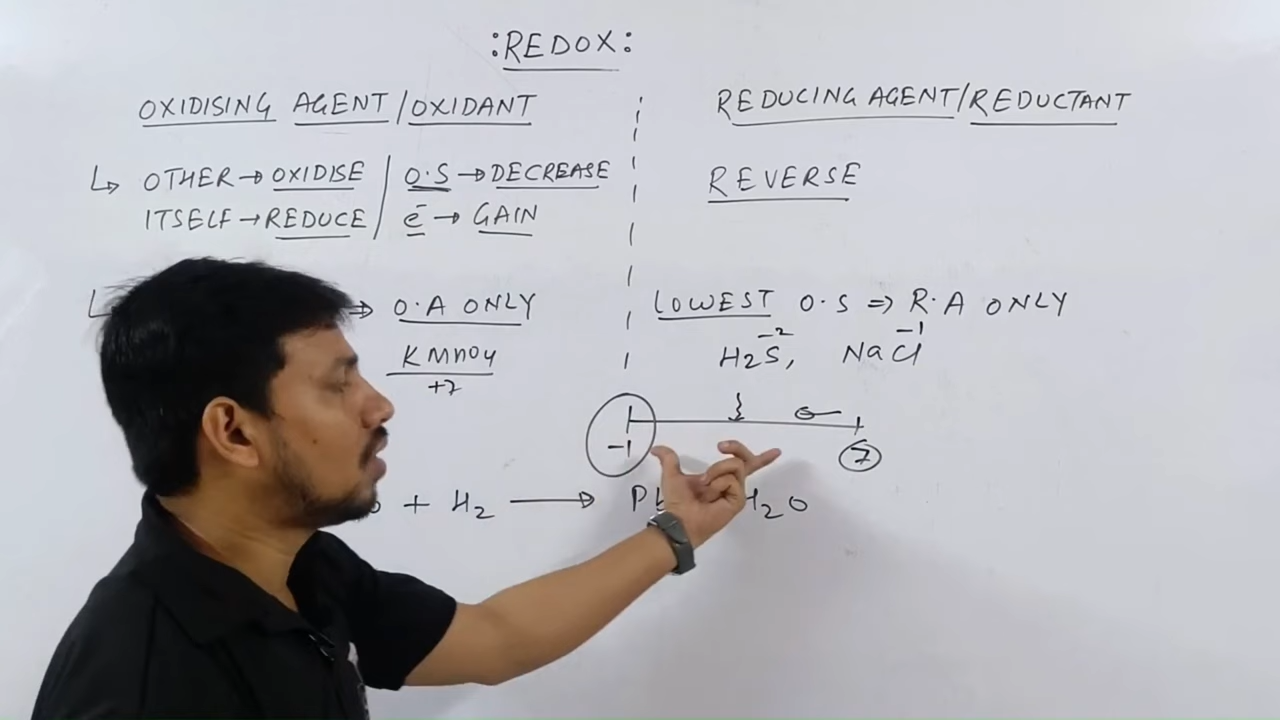 :REDOX:
OXIDISING AGENT/OXIDANT
↳ OTHER→OXIDISE / O.S→DECREASE
ITSELF→REDUCE / e⁻→GAIN
⇒ O.A ONLY
KMnO4
+7
REDUCING AGENT/REDUCTANT
REVERSE
LOWEST O.S ⇒ R.A ONLY
H2S⁻², NaCl⁻¹
-1 7
+ H2 → H2O